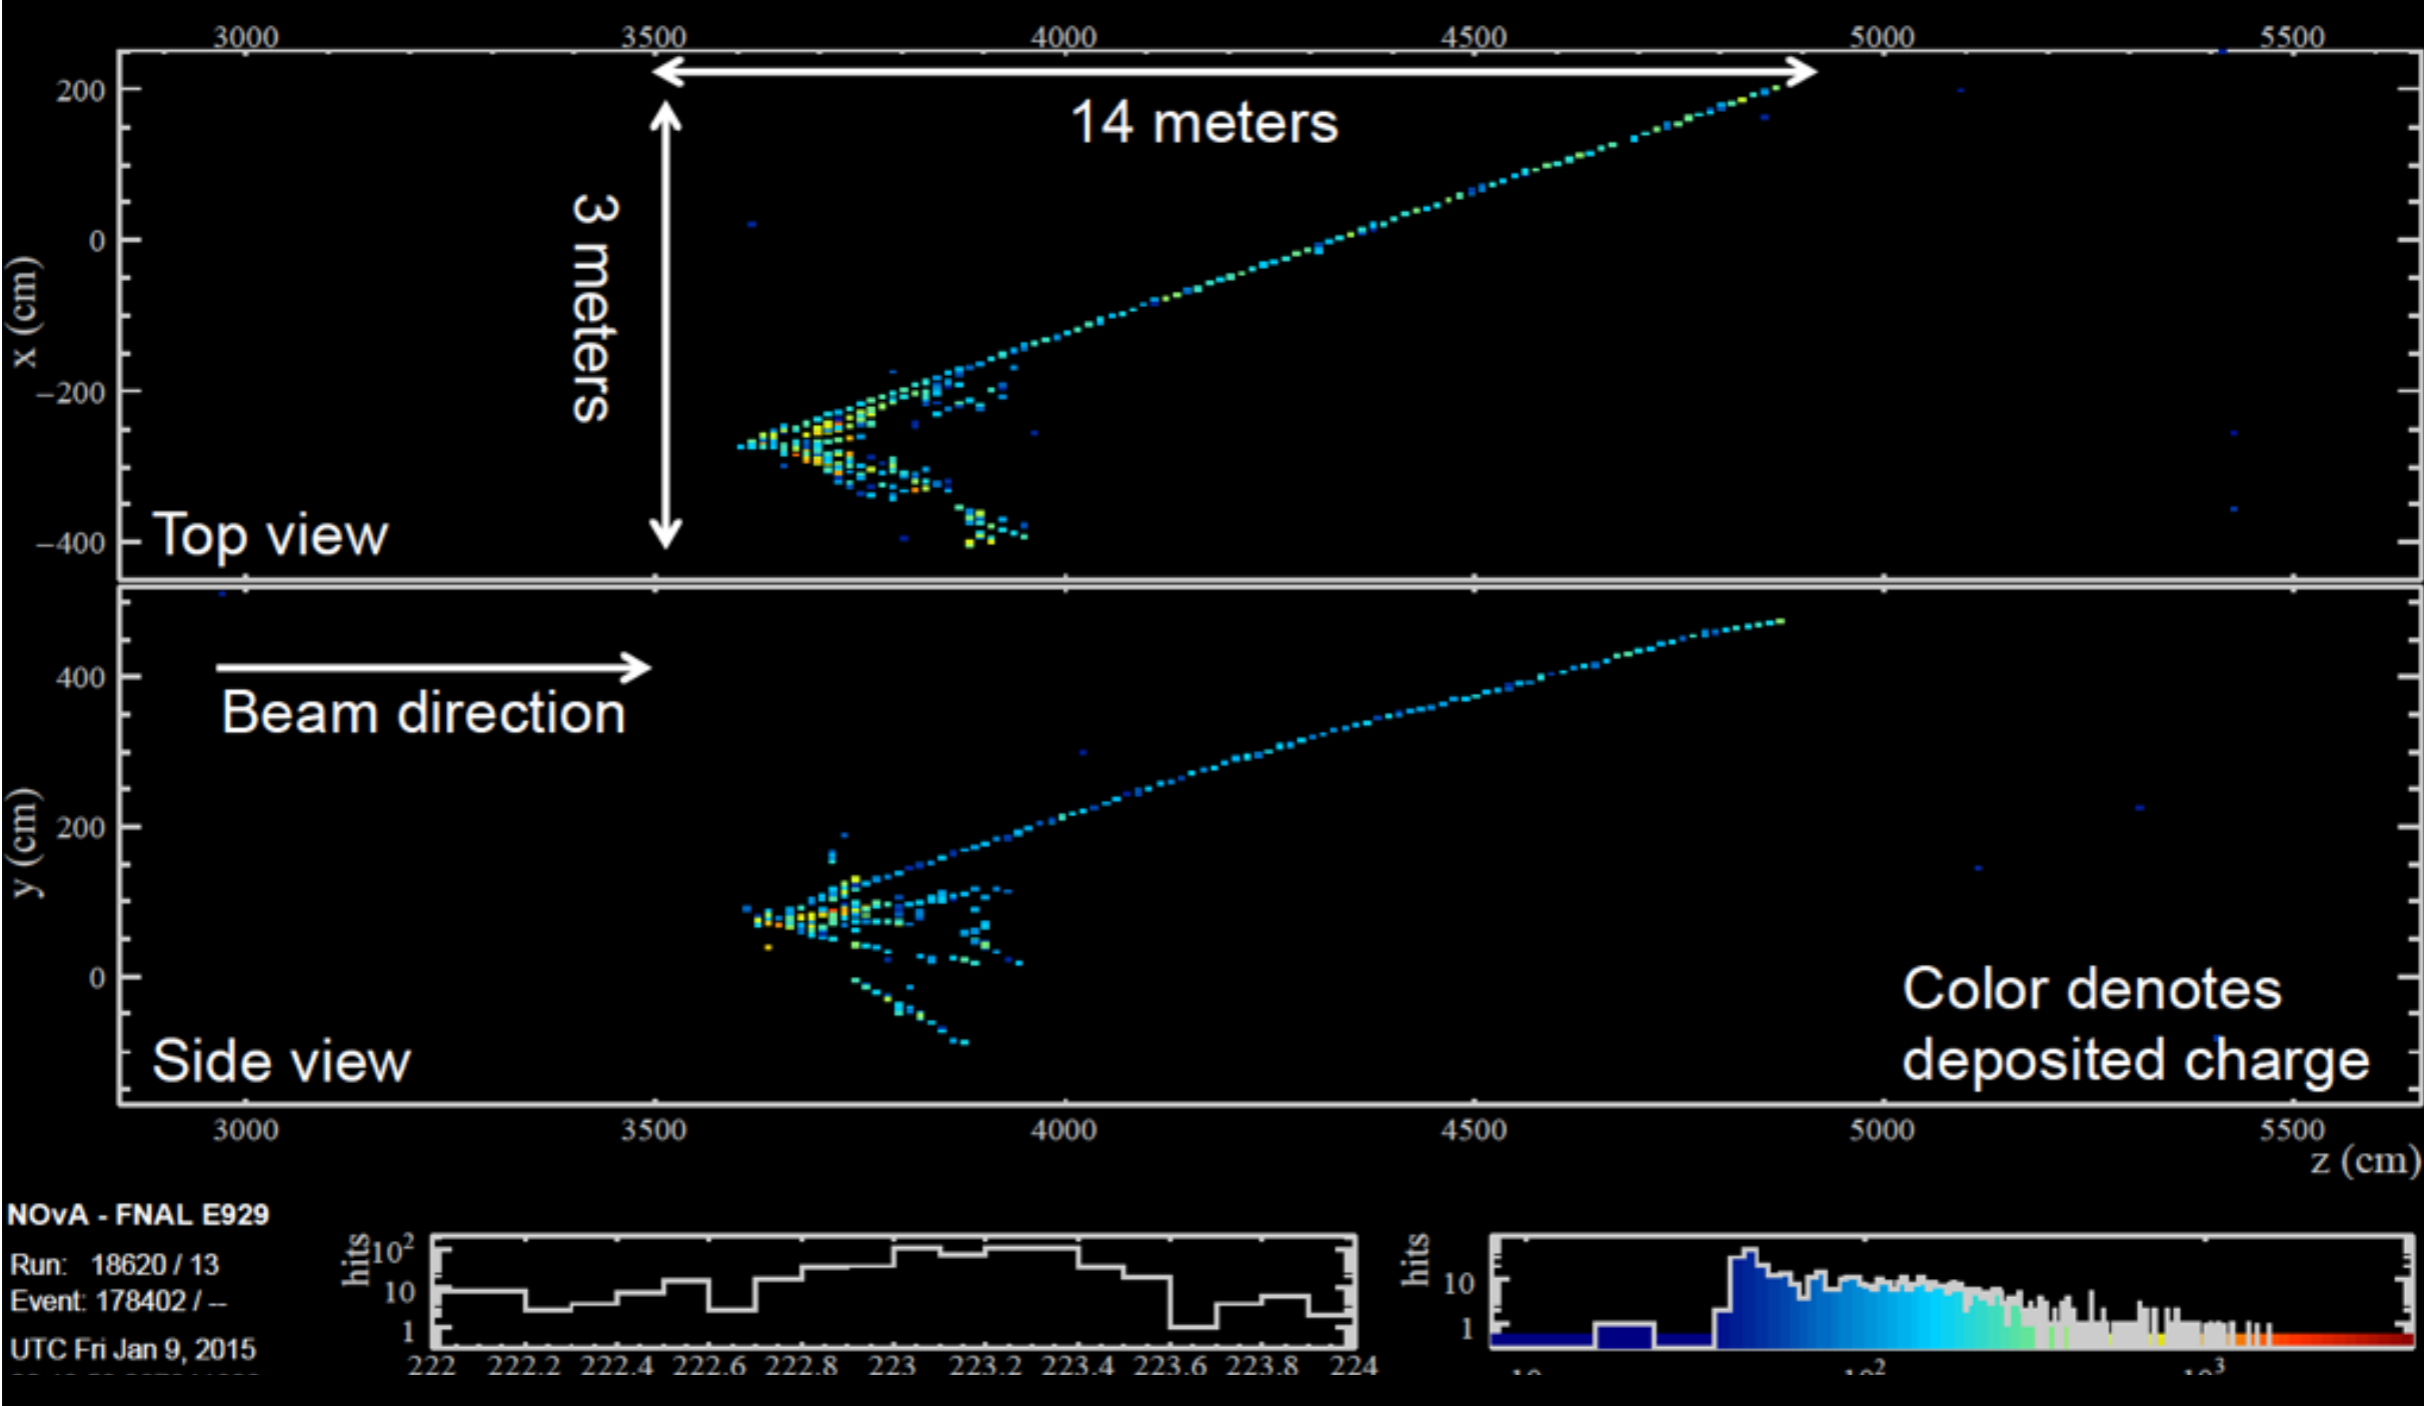 3000 3500 4000 4500 5000 5500
200
0
−200
−400
x (cm)
14 meters
3 meters
Top view
400
200
0
y (cm)
Beam direction
Side view
Color denotes
deposited charge
3000 3500 4000 4500 5000 5500
z (cm)
NOvA - FNAL E929
Run: 18620 / 13
Event: 178402 / --
UTC Fri Jan 9, 2015
hits
10²
10
1
222 222.2 222.4 222.6 222.8 223 223.2 223.4 223.6 223.8 224
hits
10
1
10 10² 10³